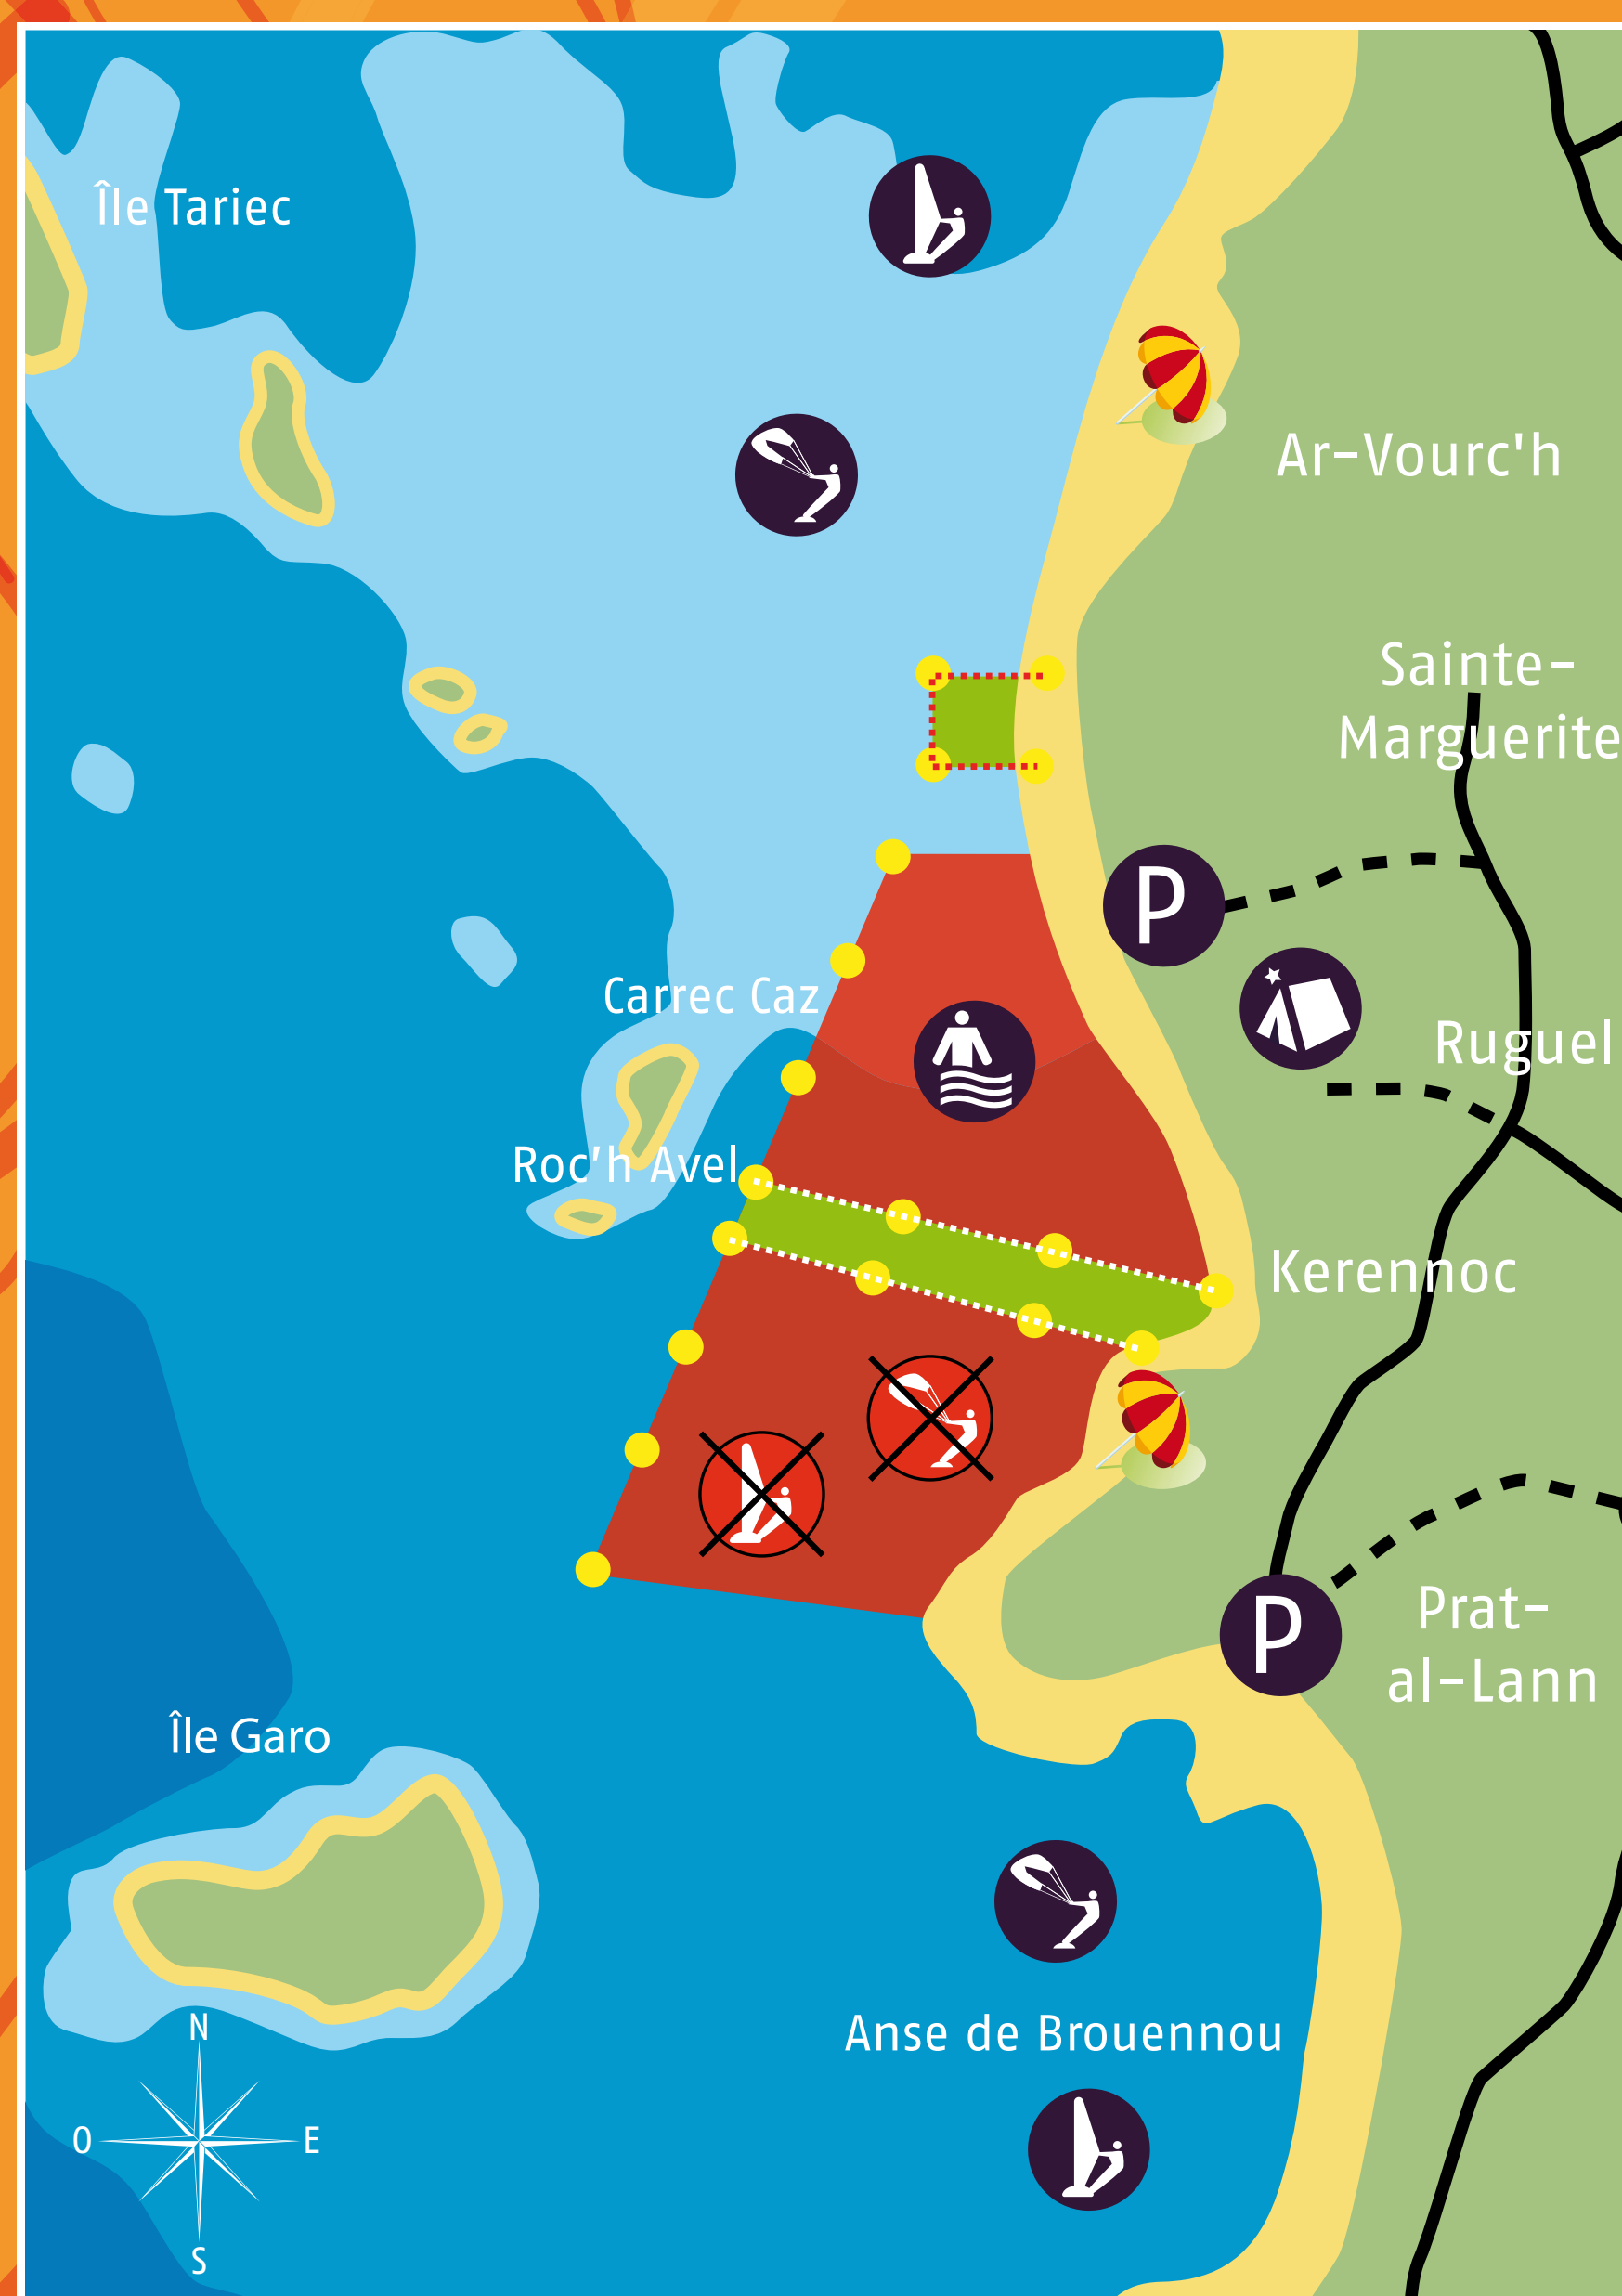 Île Tariec
Ar-Vourc'h
Sainte-
Marguerite
P
Carrec Caz
Ruguel
Roc'h Avel
Kerennoc
Prat-
al-Lann
P
Île Garo
Anse de Brouennou
N
O
E
S